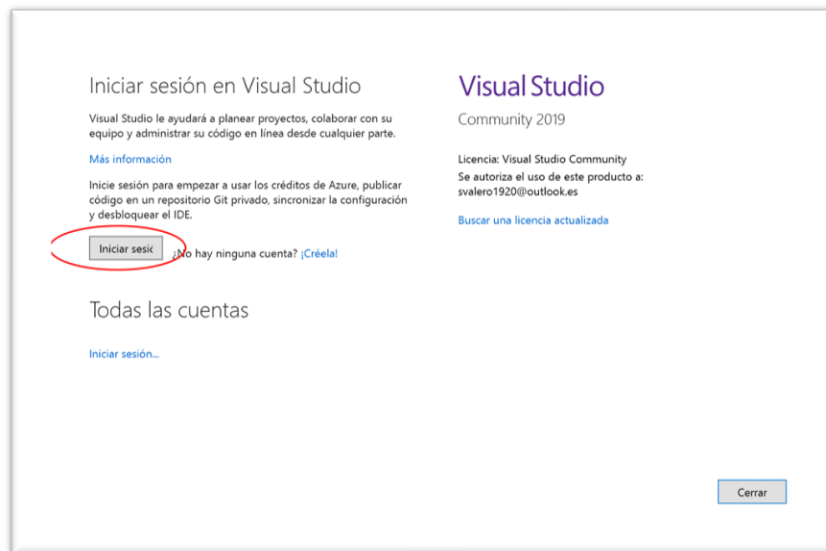 Iniciar sesión en Visual Studio
Visual Studio le ayudará a planear proyectos, colaborar con su
equipo y administrar su código en línea desde cualquier parte.
Más información
Inicie sesión para empezar a usar los créditos de Azure, publicar
código en un repositorio Git privado, sincronizar la configuración
y desbloquear el IDE.
Iniciar sesic
¿No hay ninguna cuenta? ¡Créela!
Todas las cuentas
Iniciar sesión...
Visual Studio
Community 2019
Licencia: Visual Studio Community
Se autoriza el uso de este producto a:
svalero1920@outlook.es
Buscar una licencia actualizada
Cerrar